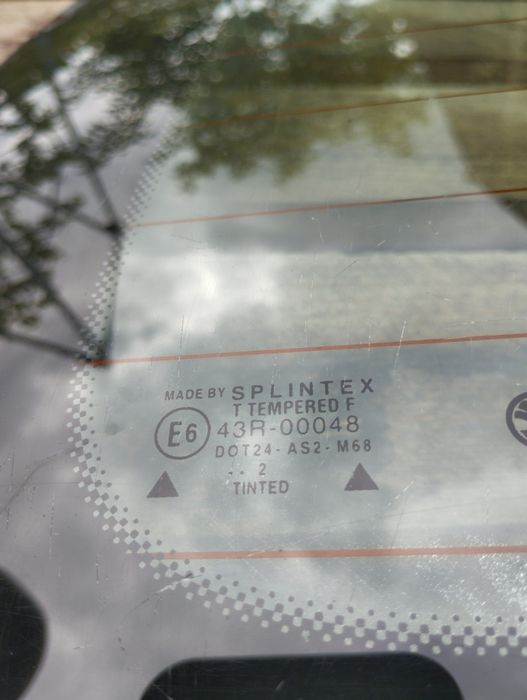 MADE BY SPLINTEX
T TEMPERED F
E6 43R-00048
DOT24-AS2-M68
.. 2
TINTED